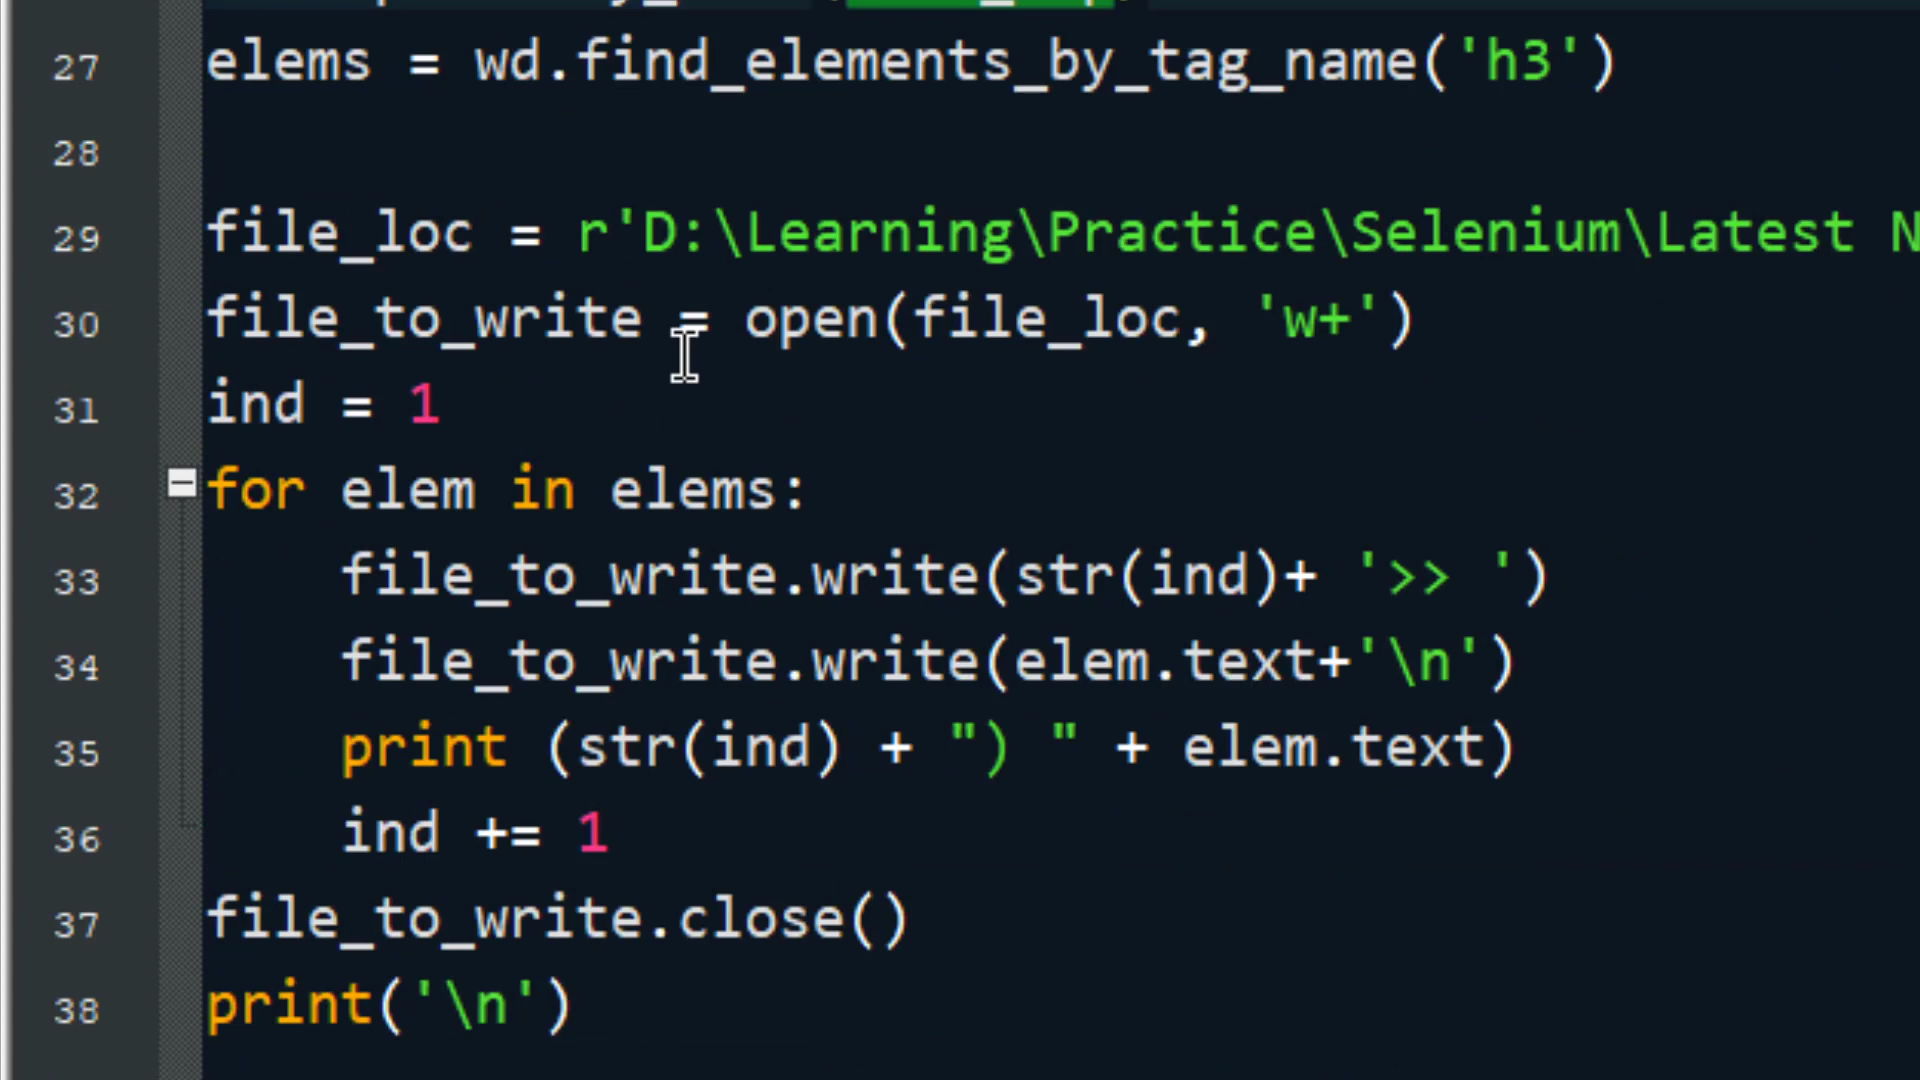 27 elems = wd.find_elements_by_tag_name('h3')
28
29 file_loc = r'D:\Learning\Practice\Selenium\Latest N
30 file_to_write = open(file_loc, 'w+')
31 ind = 1
32 for elem in elems:
33 file_to_write.write(str(ind)+ '>> ')
34 file_to_write.write(elem.text+'\n')
35 print (str(ind) + ") " + elem.text)
36 ind += 1
37 file_to_write.close()
38 print('\n')